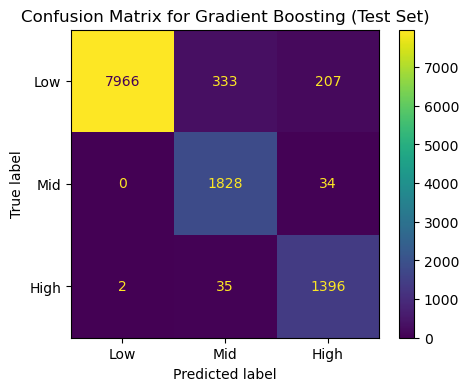 Confusion Matrix for Gradient Boosting (Test Set)
True label
Low
Mid
High
7966 333 207
0 1828 34
2 35 1396
Low Mid High
Predicted label
7000
6000
5000
4000
3000
2000
1000
0